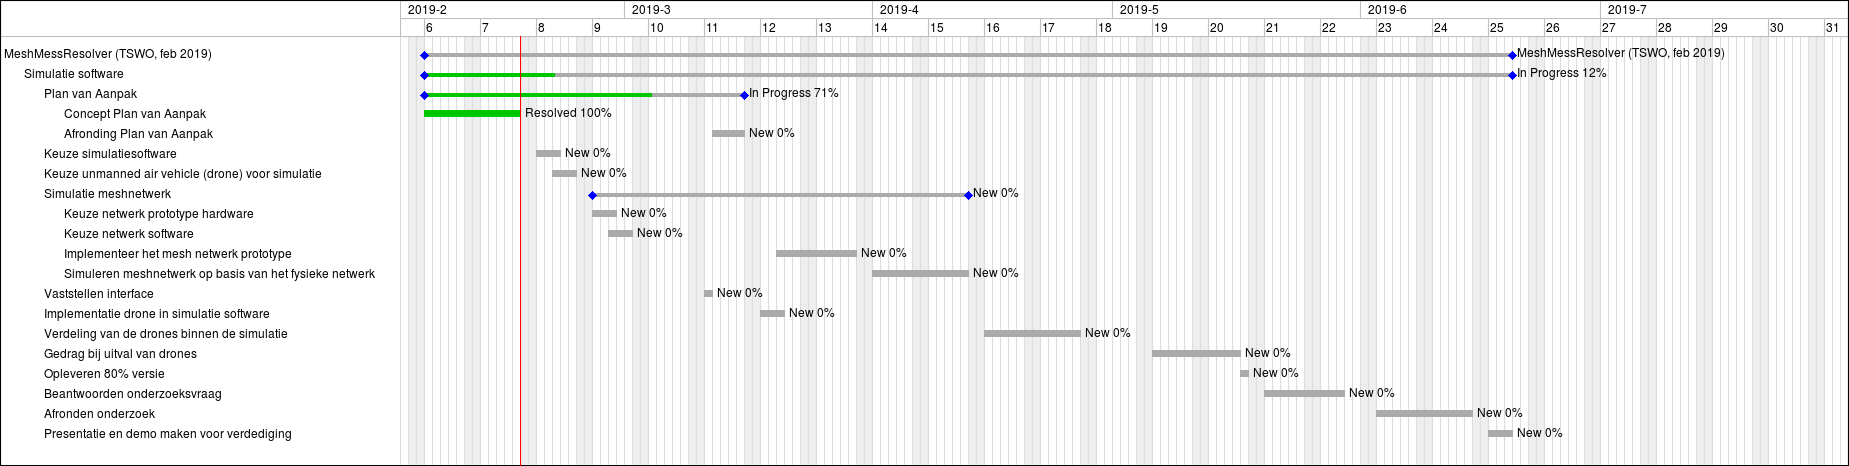 2019-2 2019-3 2019-4 2019-5 2019-6 2019-7
6 7 8 9 10 11 12 13 14 15 16 17 18 19 20 21 22 23 24 25 26 27 28 29 30 31
MeshMessResolver (TSWO, feb 2019) MeshMessResolver (TSWO, feb 2019)
Simulatie software In Progress 12%
Plan van Aanpak In Progress 71%
Concept Plan van Aanpak Resolved 100%
Afronding Plan van Aanpak New 0%
Keuze simulatiesoftware New 0%
Keuze unmanned air vehicle (drone) voor simulatie New 0%
Simulatie meshnetwerk New 0%
Keuze netwerk prototype hardware New 0%
Keuze netwerk software New 0%
Implementeer het mesh netwerk prototype New 0%
Simuleren meshnetwerk op basis van het fysieke netwerk New 0%
Vaststellen interface New 0%
Implementatie drone in simulatie software New 0%
Verdeling van de drones binnen de simulatie New 0%
Gedrag bij uitval van drones New 0%
Opleveren 80% versie New 0%
Beantwoorden onderzoeksvraag New 0%
Afronden onderzoek New 0%
Presentatie en demo maken voor verdediging New 0%